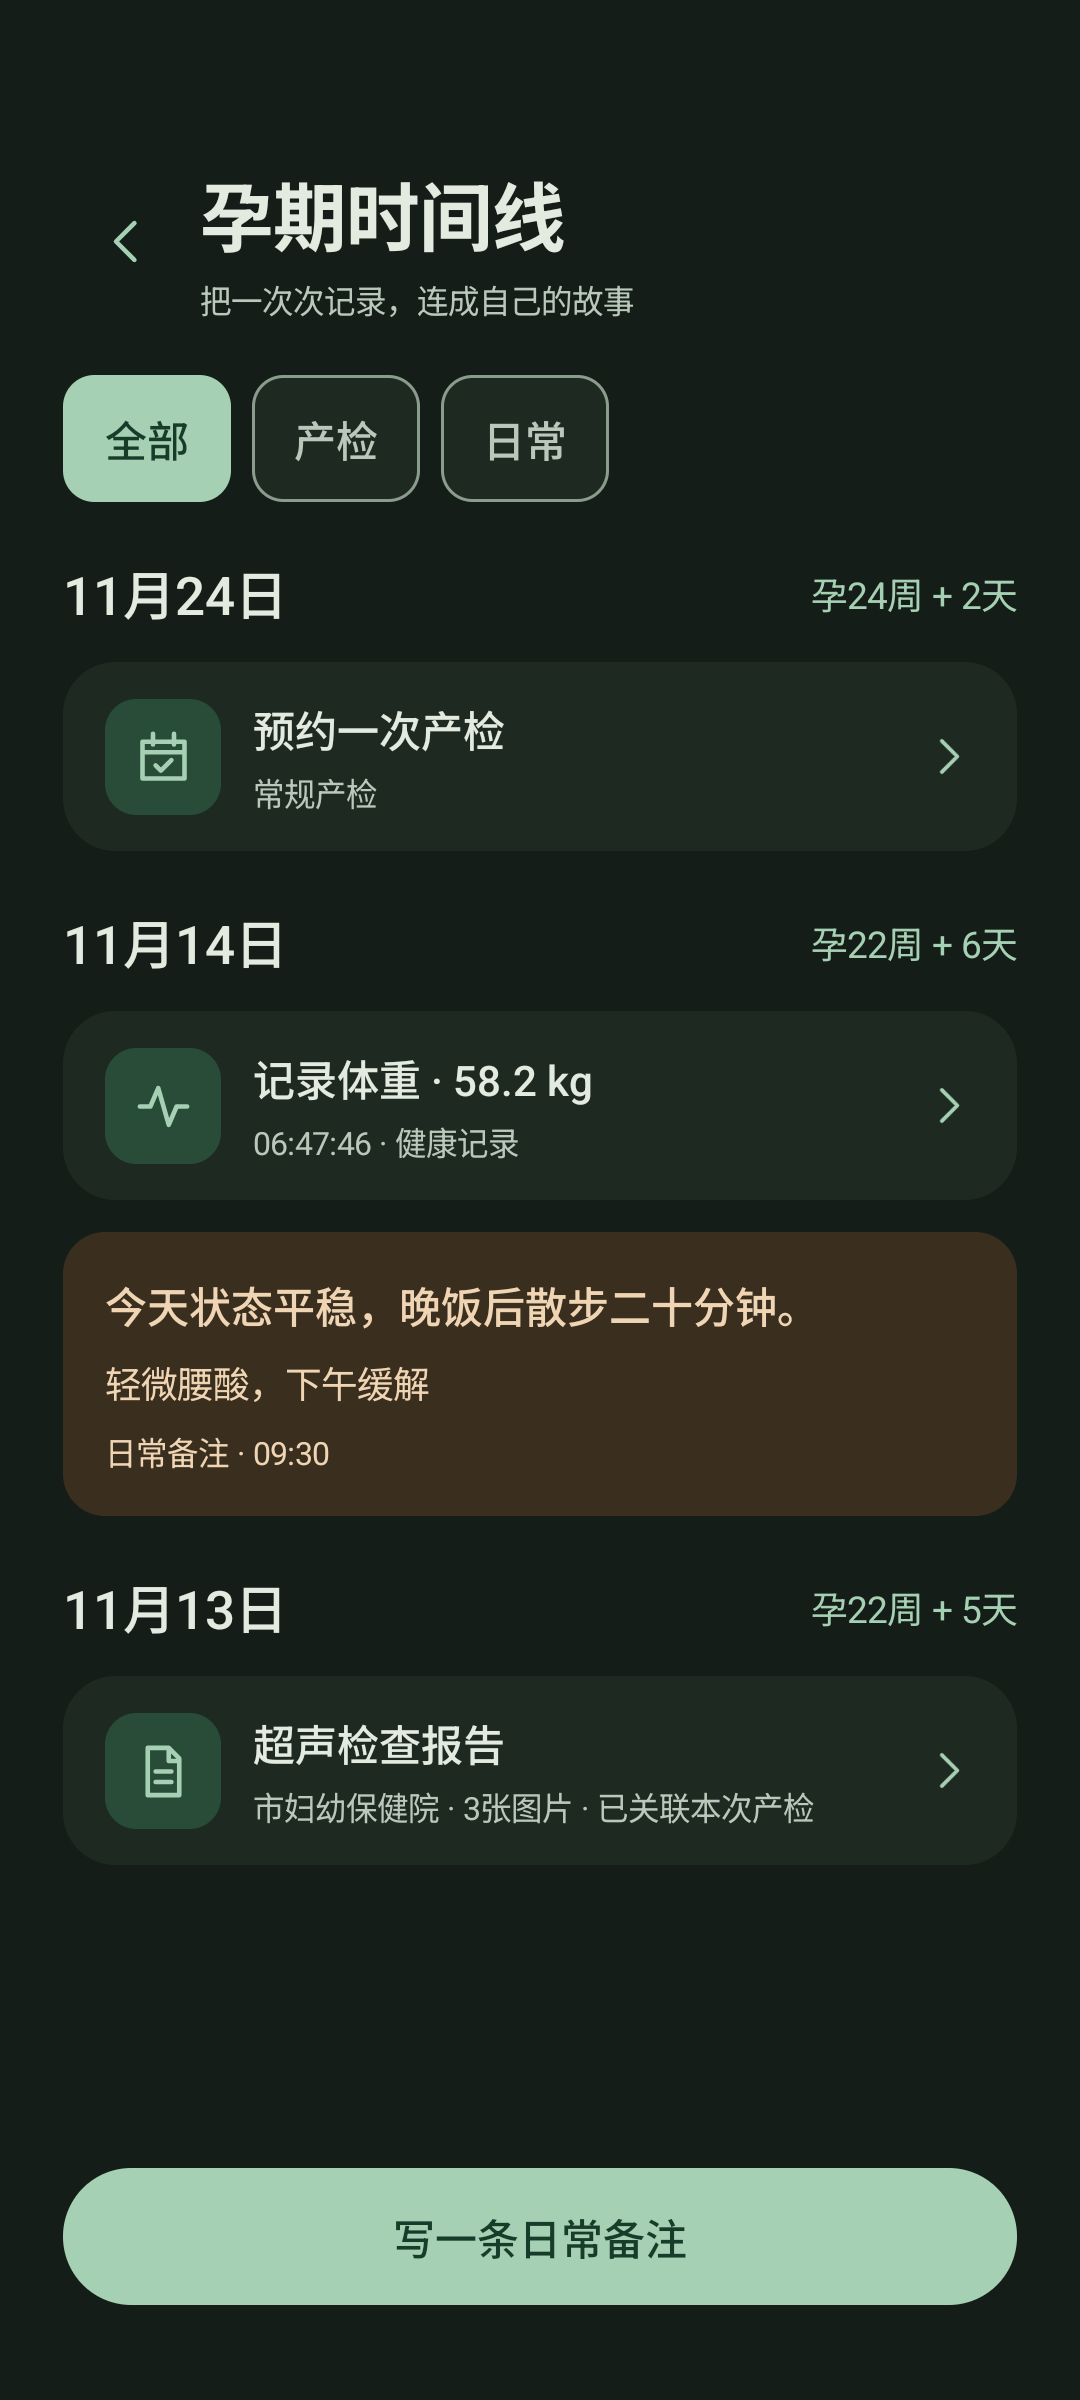 孕期时间线
把一次次记录，连成自己的故事
全部
产检
日常
11月24日
孕24周 + 2天
预约一次产检
常规产检
11月14日
孕22周 + 6天
记录体重 · 58.2 kg
06:47:46 · 健康记录
今天状态平稳，晚饭后散步二十分钟。
轻微腰酸，下午缓解
日常备注 · 09:30
11月13日
孕22周 + 5天
超声检查报告
市妇幼保健院 · 3张图片 · 已关联本次产检
写一条日常备注